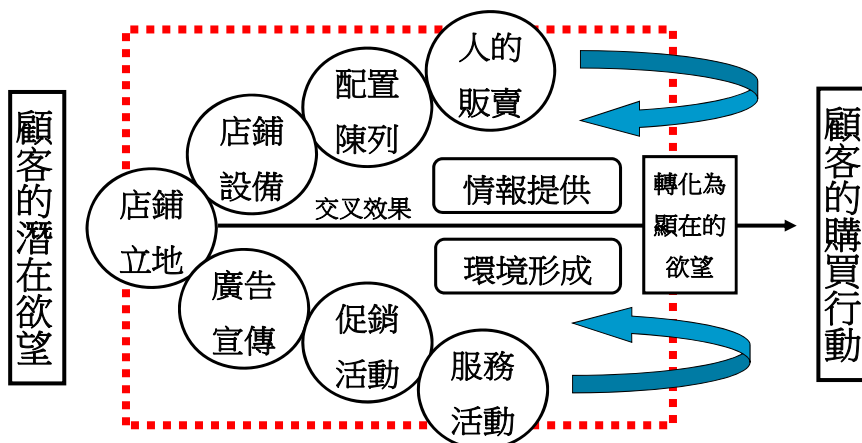 顧客的潛在欲望
店鋪
立地
店鋪
設備
配置
陳列
人的
販賣
廣告
宣傳
促銷
活動
服務
活動
交叉效果
情報提供
環境形成
轉化為
顯在的
欲望
顧客的購買行動